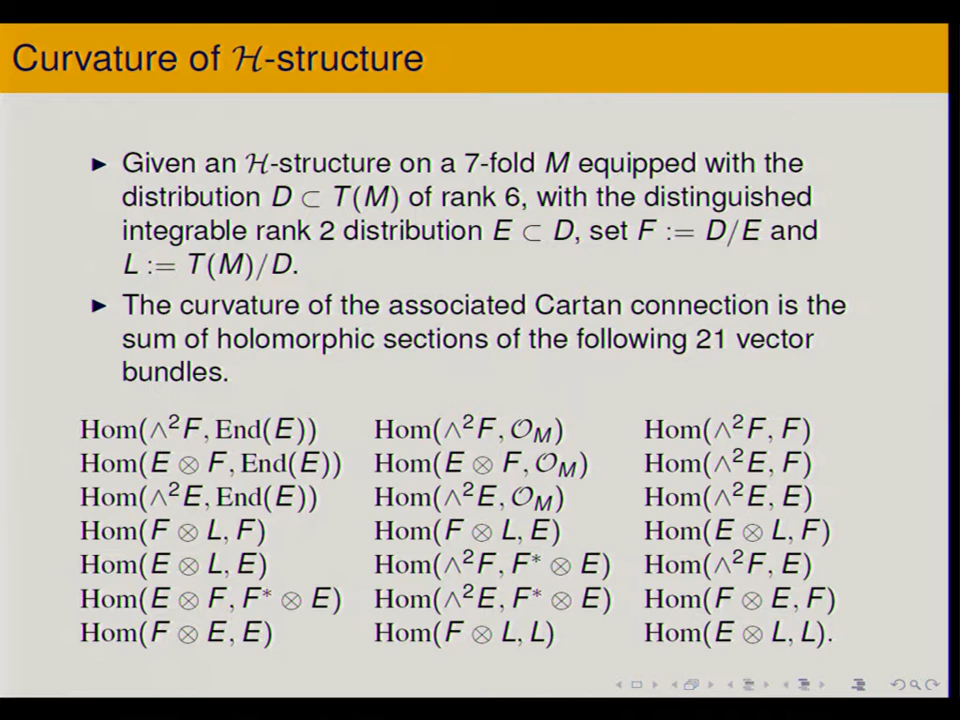 Curvature of ℋ-structure
▶ Given an ℋ-structure on a 7-fold M equipped with the
distribution D ⊂ T(M) of rank 6, with the distinguished
integrable rank 2 distribution E ⊂ D, set F := D/E and
L := T(M)/D.
▶ The curvature of the associated Cartan connection is the
sum of holomorphic sections of the following 21 vector
bundles.
Hom(∧²F, End(E)) Hom(∧²F, 𝒪_M) Hom(∧²F, F)
Hom(E ⊗ F, End(E)) Hom(E ⊗ F, 𝒪_M) Hom(∧²E, F)
Hom(∧²E, End(E)) Hom(∧²E, 𝒪_M) Hom(∧²E, E)
Hom(F ⊗ L, F) Hom(F ⊗ L, E) Hom(E ⊗ L, F)
Hom(E ⊗ L, E) Hom(∧²F, F* ⊗ E) Hom(∧²F, E)
Hom(E ⊗ F, F* ⊗ E) Hom(∧²E, F* ⊗ E) Hom(F ⊗ E, F)
Hom(F ⊗ E, E) Hom(F ⊗ L, L) Hom(E ⊗ L, L).